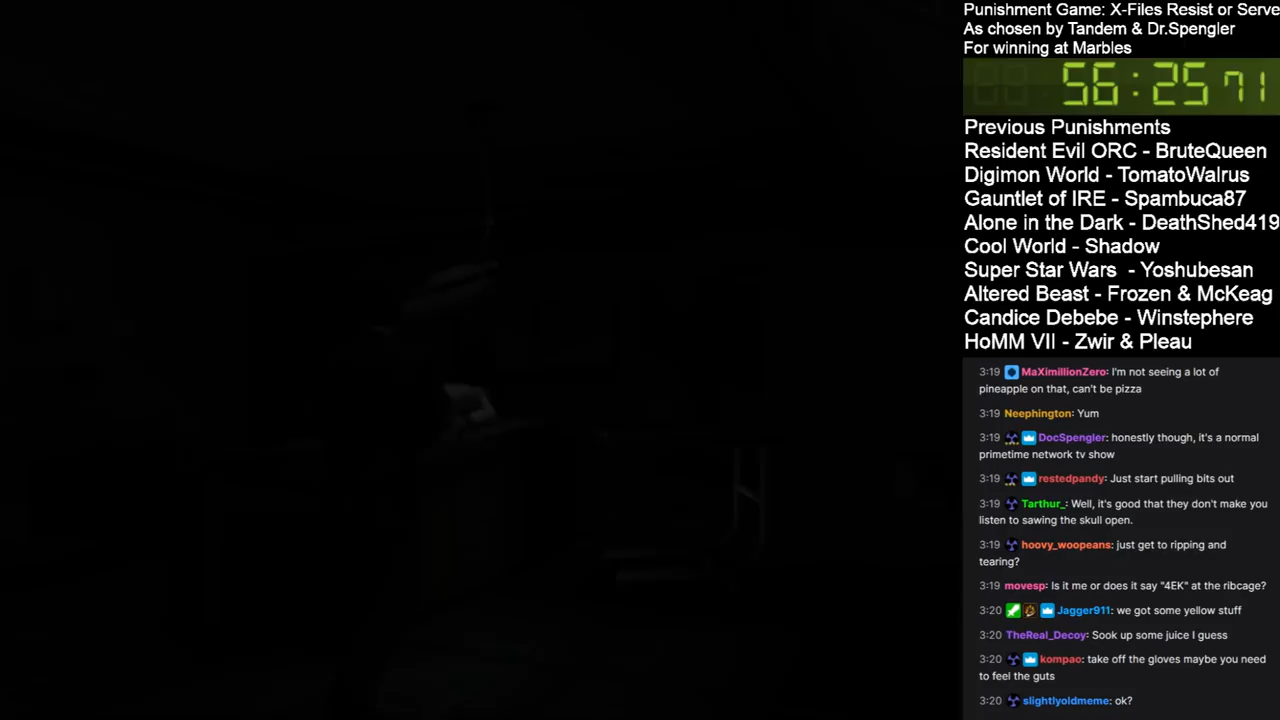 Punishment Game: X-Files Resist or Serve
As chosen by Tandem & Dr.Spengler
For winning at Marbles
56:25 71
Previous Punishments
Resident Evil ORC - BruteQueen
Digimon World - TomatoWalrus
Gauntlet of IRE - Spambuca87
Alone in the Dark - DeathShed419
Cool World - Shadow
Super Star Wars - Yoshubesan
Altered Beast - Frozen & McKeag
Candice Debebe - Winstephere
HoMM VII - Zwir & Pleau
3:19 MaXimillionZero: I'm not seeing a lot of
pineapple on that, can't be pizza
3:19 Neephington: Yum
3:19 DocSpengler: honestly though, it's a normal
primetime network tv show
3:19 restedpandy: Just start pulling bits out
3:19 Tarthur_: Well, it's good that they don't make you
listen to sawing the skull open.
3:19 hoovy_woopeans: just get to ripping and
tearing?
3:19 movesp: Is it me or does it say "4EK" at the ribcage?
3:20 Jagger911: we got some yellow stuff
3:20 TheReal_Decoy: Sook up some juice I guess
3:20 kompao: take off the gloves maybe you need
to feel the guts
3:20 slightlyoldmeme: ok?